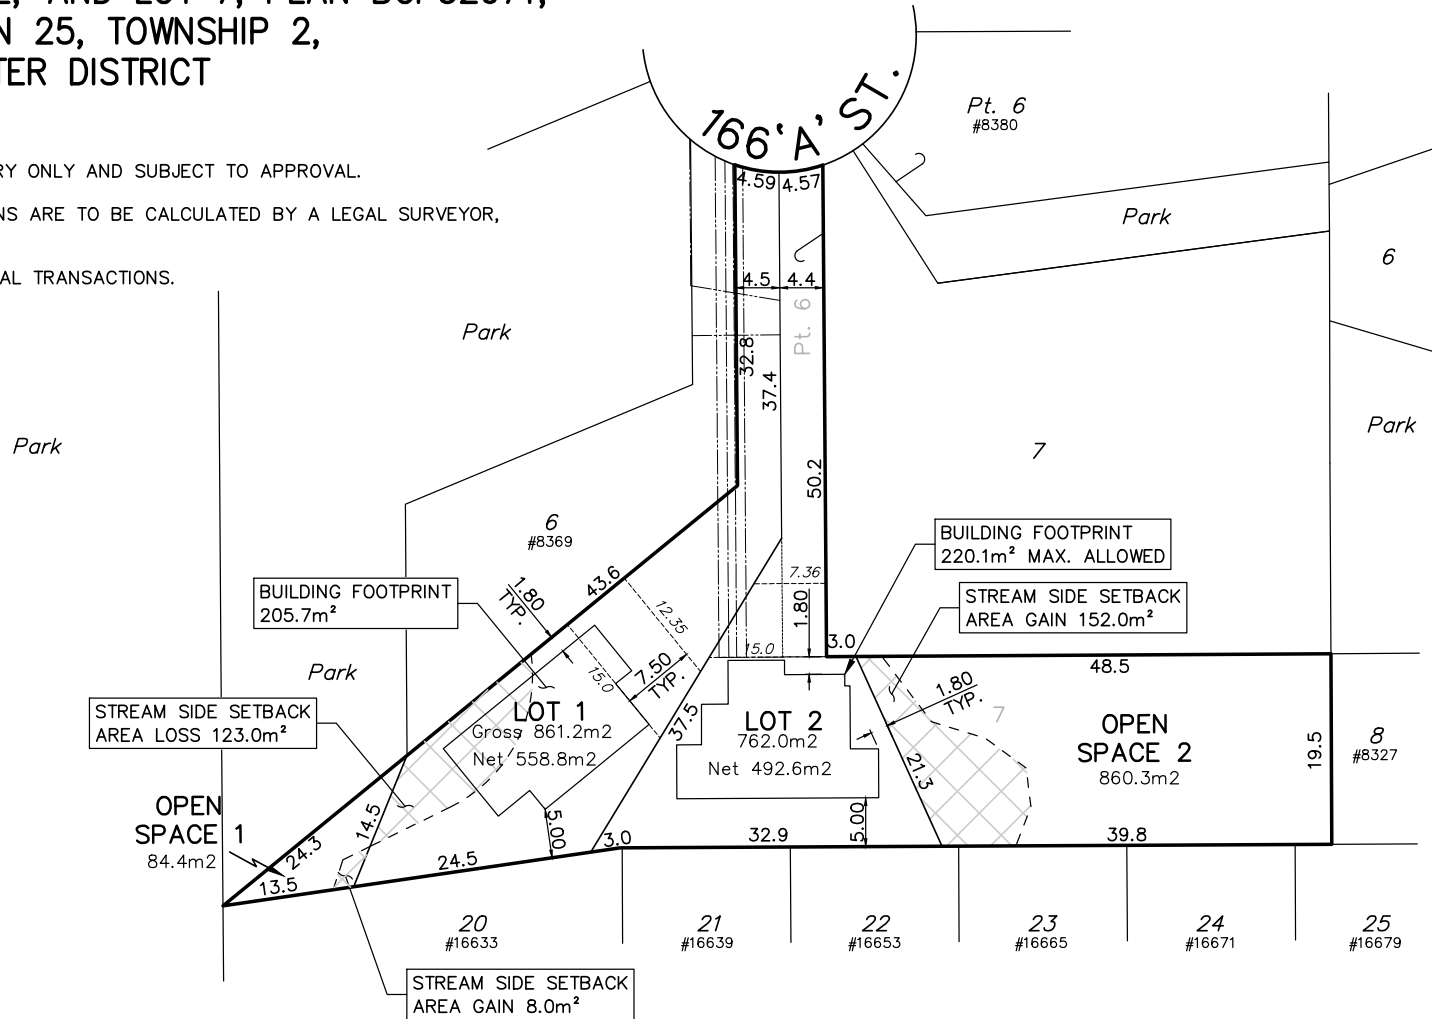 N 25, TOWNSHIP 2,
TER DISTRICT
RY ONLY AND SUBJECT TO APPROVAL.
NS ARE TO BE CALCULATED BY A LEGAL SURVEYOR,
AL TRANSACTIONS.
166'A' ST.
Pt. 6
#8380
Park
6
Park
7
Park
Park
Park
4.59
4.57
4.5
4.4
Pt. 6
32.8
37.4
50.2
6
#8369
43.6
1.80
TYP.
BUILDING FOOTPRINT
205.7m²
BUILDING FOOTPRINT
220.1m² MAX. ALLOWED
STREAM SIDE SETBACK
AREA GAIN 152.0m²
7.36
1.80
3.0
15.0
12.35
15.0
7.50
TYP.
37.5
48.5
1.80
TYP.
7
STREAM SIDE SETBACK
AREA LOSS 123.0m²
LOT 1
Gross 861.2m2
Net 558.8m2
LOT 2
762.0m2
Net 492.6m2
OPEN
SPACE 2
860.3m2
19.5
8
#8327
21.3
OPEN
SPACE 1
84.4m2
14.5
24.3
13.5
24.5
5.00
3.0
32.9
5.00
39.8
20
#16633
21
#16639
22
#16653
23
#16665
24
#16671
25
#16679
STREAM SIDE SETBACK
AREA GAIN 8.0m²